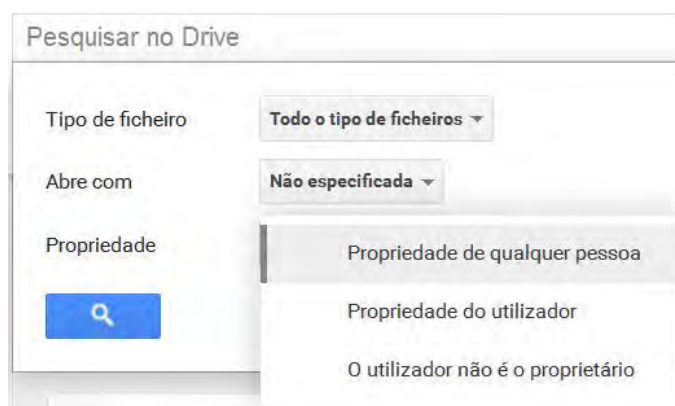 Pesquisar no Drive
Tipo de ficheiro
Todo o tipo de ficheiros
Abre com
Não especificada
Propriedade
Propriedade de qualquer pessoa
Propriedade do utilizador
O utilizador não é o proprietário